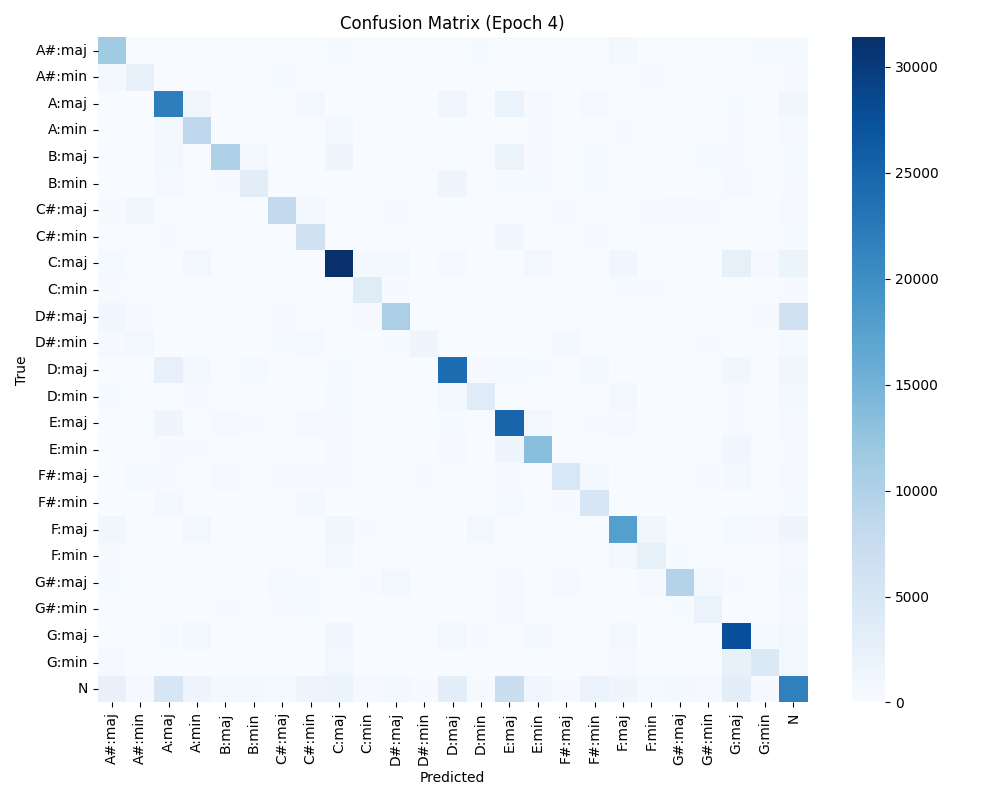 Confusion Matrix (Epoch 4)
True
A#:maj
A#:min
A:maj
A:min
B:maj
B:min
C#:maj
C#:min
C:maj
C:min
D#:maj
D#:min
D:maj
D:min
E:maj
E:min
F#:maj
F#:min
F:maj
F:min
G#:maj
G#:min
G:maj
G:min
N
A#:maj
A#:min
A:maj
A:min
B:maj
B:min
C#:maj
C#:min
C:maj
C:min
D#:maj
D#:min
D:maj
D:min
E:maj
E:min
F#:maj
F#:min
F:maj
F:min
G#:maj
G#:min
G:maj
G:min
N
Predicted
30000
25000
20000
15000
10000
5000
0